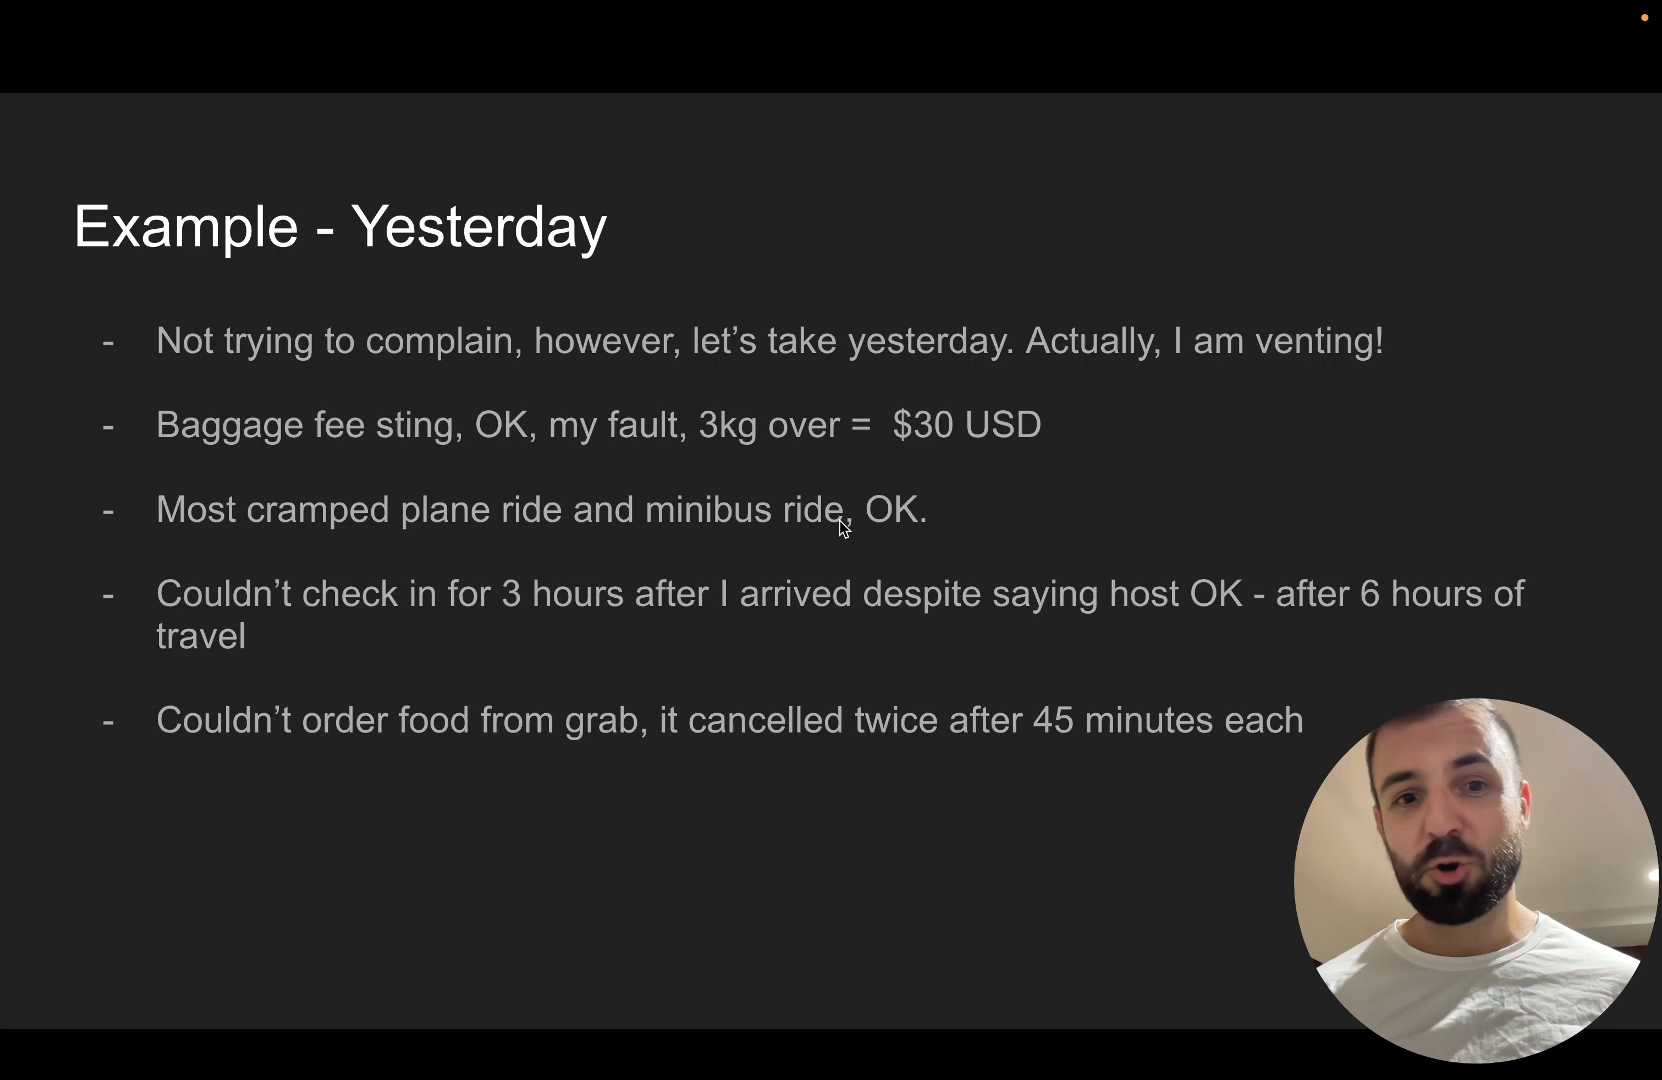 Example - Yesterday
- Not trying to complain, however, let’s take yesterday. Actually, I am venting!
- Baggage fee sting, OK, my fault, 3kg over =  $30 USD
- Most cramped plane ride and minibus ride, OK.
- Couldn’t check in for 3 hours after I arrived despite saying host OK - after 6 hours of
travel
- Couldn’t order food from grab, it cancelled twice after 45 minutes each